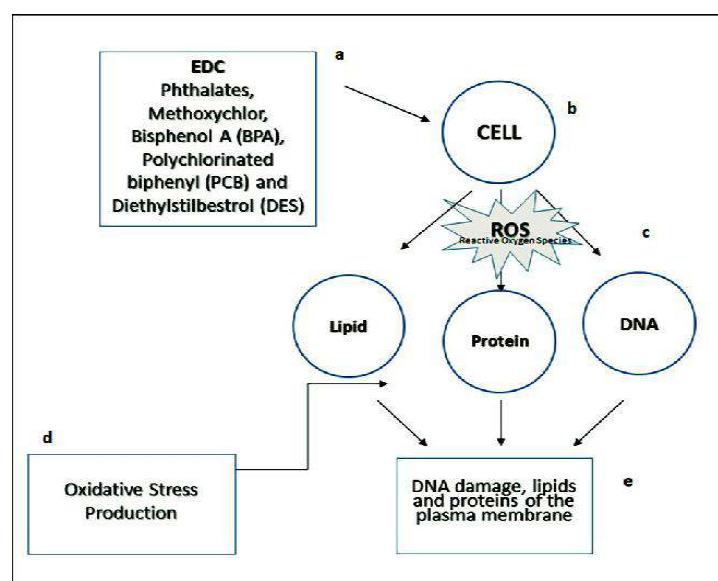 a
EDC
Phthalates,
Methoxychlor,
Bisphenol A (BPA),
Polychlorinated
biphenyl (PCB) and
Diethylstilbestrol (DES)
b
CELL
ROS
Reactive Oxygen Species
c
Lipid
Protein
DNA
d
Oxidative Stress
Production
e
DNA damage, lipids
and proteins of the
plasma membrane